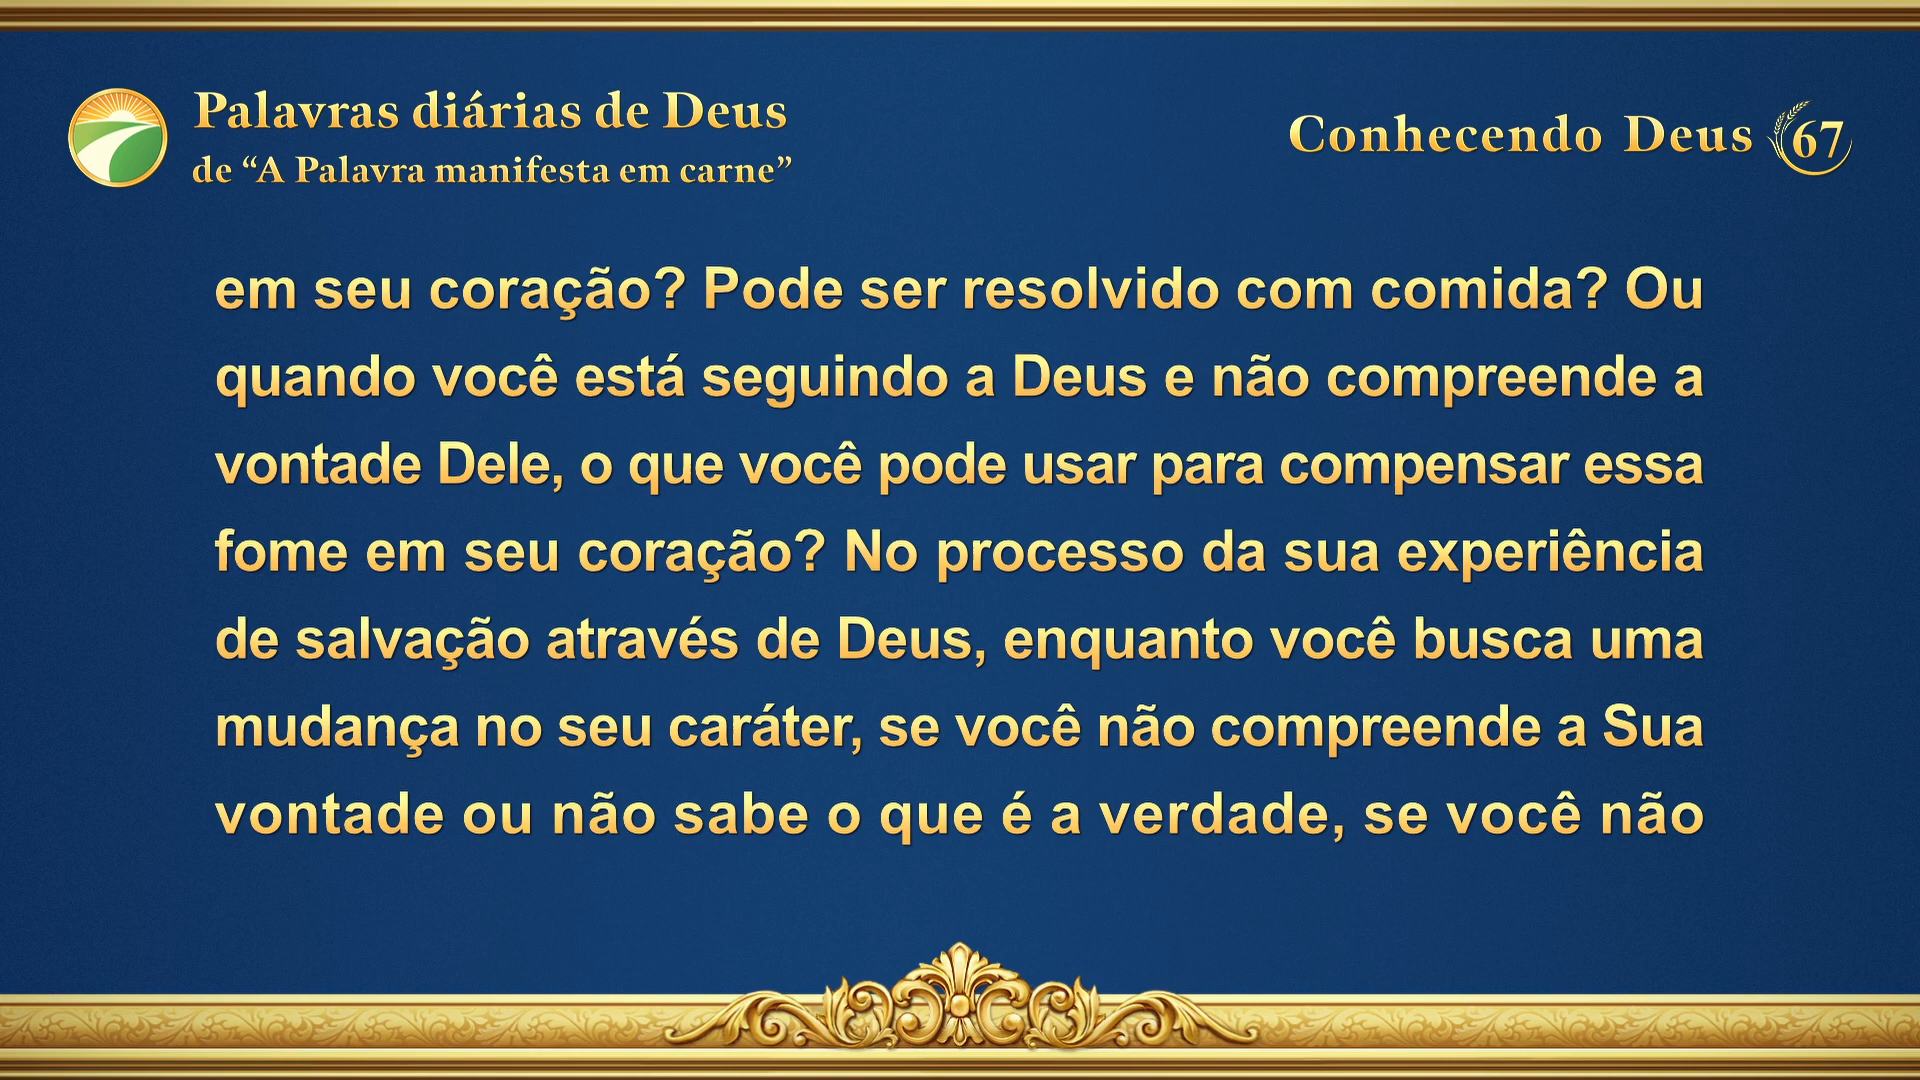 Palavras diárias de Deus
de “A Palavra manifesta em carne”
Conhecendo Deus 67
em seu coração? Pode ser resolvido com comida? Ou
quando você está seguindo a Deus e não compreende a
vontade Dele, o que você pode usar para compensar essa
fome em seu coração? No processo da sua experiência
de salvação através de Deus, enquanto você busca uma
mudança no seu caráter, se você não compreende a Sua
vontade ou não sabe o que é a verdade, se você não